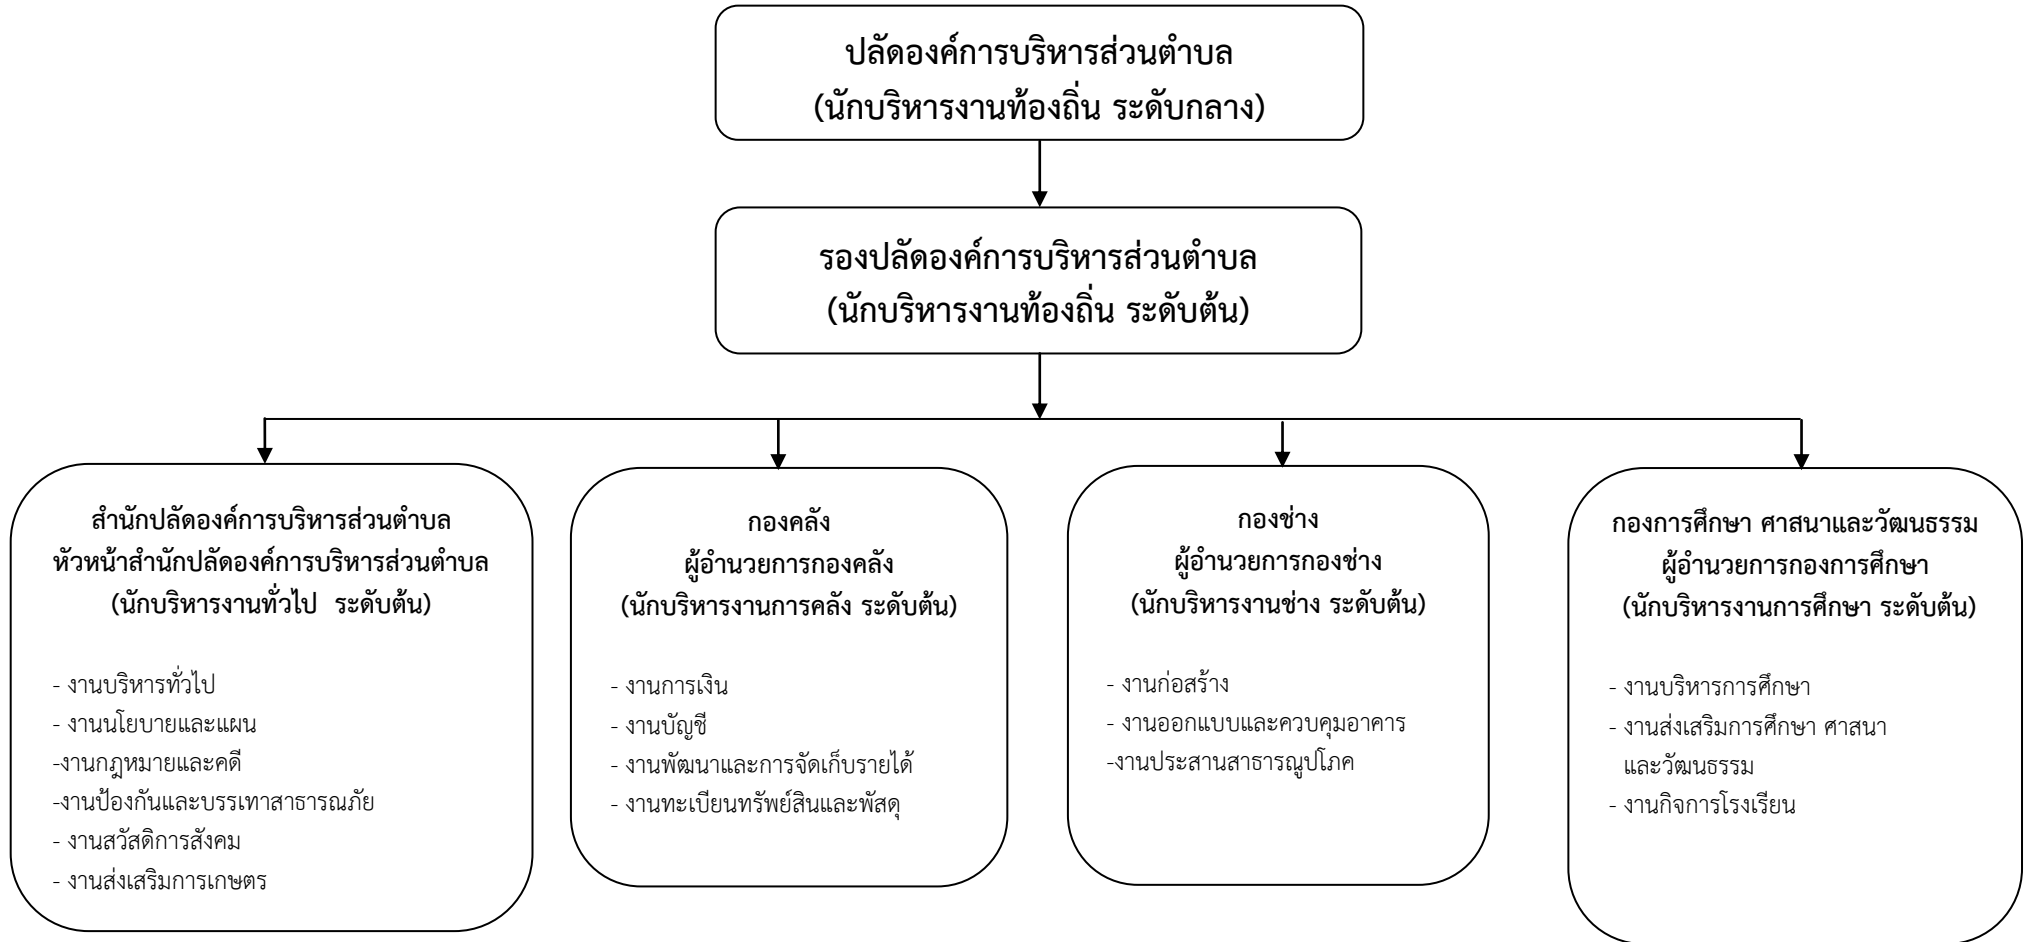 ปลัดองค์การบริหารส่วนตำบล
(นักบริหารงานท้องถิ่น ระดับกลาง)
รองปลัดองค์การบริหารส่วนตำบล
(นักบริหารงานท้องถิ่น ระดับต้น)
สำนักปลัดองค์การบริหารส่วนตำบล
หัวหน้าสำนักปลัดองค์การบริหารส่วนตำบล
(นักบริหารงานทั่วไป  ระดับต้น)
- งานบริหารทั่วไป
- งานนโยบายและแผน
-งานกฎหมายและคดี
-งานป้องกันและบรรเทาสาธารณภัย
- งานสวัสดิการสังคม
- งานส่งเสริมการเกษตร
กองคลัง
ผู้อำนวยการกองคลัง
(นักบริหารงานการคลัง ระดับต้น)
- งานการเงิน
- งานบัญชี
- งานพัฒนาและการจัดเก็บรายได้
- งานทะเบียนทรัพย์สินและพัสดุ
กองช่าง
ผู้อำนวยการกองช่าง
(นักบริหารงานช่าง ระดับต้น)
- งานก่อสร้าง
- งานออกแบบและควบคุมอาคาร
-งานประสานสาธารณูปโภค
กองการศึกษา ศาสนาและวัฒนธรรม
ผู้อำนวยการกองการศึกษา
(นักบริหารงานการศึกษา ระดับต้น)
- งานบริหารการศึกษา
- งานส่งเสริมการศึกษา ศาสนา
และวัฒนธรรม
- งานกิจการโรงเรียน